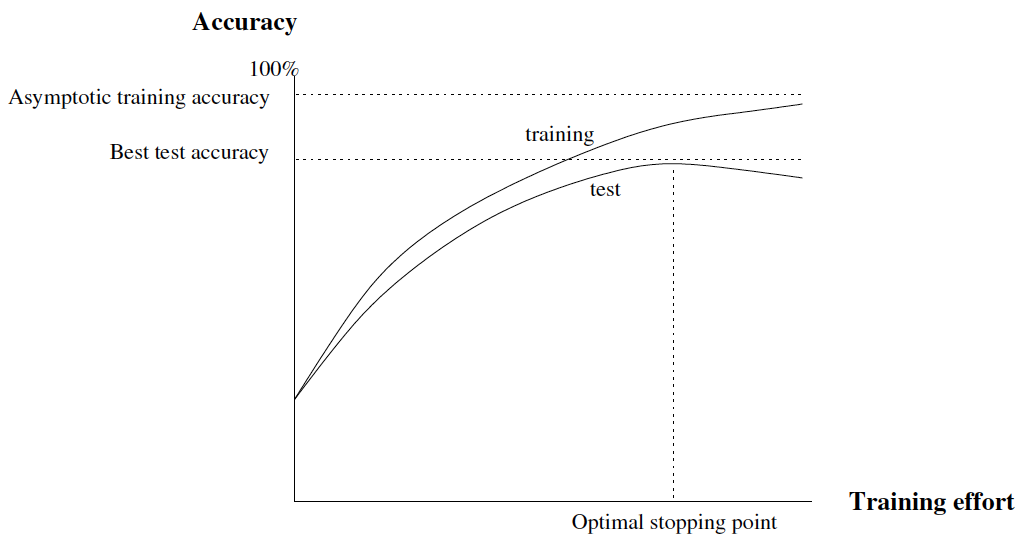 Accuracy
100%
Asymptotic training accuracy
training
Best test accuracy
test
Training effort
Optimal stopping point